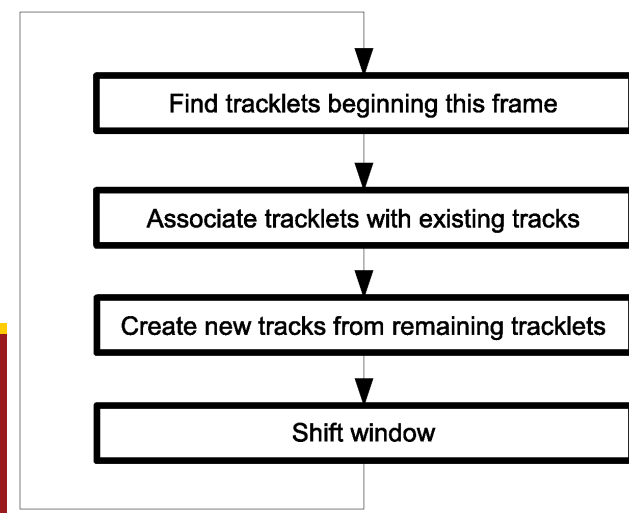 Find tracklets beginning this frame
Associate tracklets with existing tracks
Create new tracks from remaining tracklets
Shift window